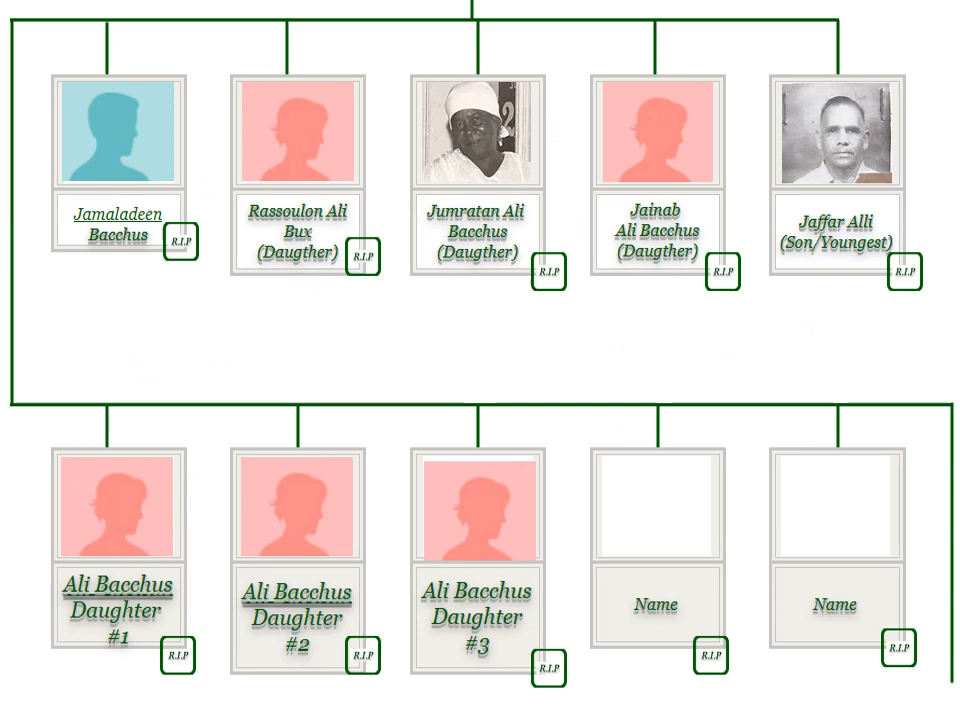 Jamaladeen
Bacchus
R.I.P
Rassoulon Ali
Bux
(Daugther)
R.I.P
Jumratan Ali
Bacchus
(Daugther)
R.I.P
Jainab
Ali Bacchus
(Daugther)
R.I.P
Jaffar Alli
(Son/Youngest)
R.I.P
Ali Bacchus
Daughter
#1
R.I.P
Ali Bacchus
Daughter
#2
R.I.P
Ali Bacchus
Daughter
#3
R.I.P
Name
R.I.P
Name
R.I.P